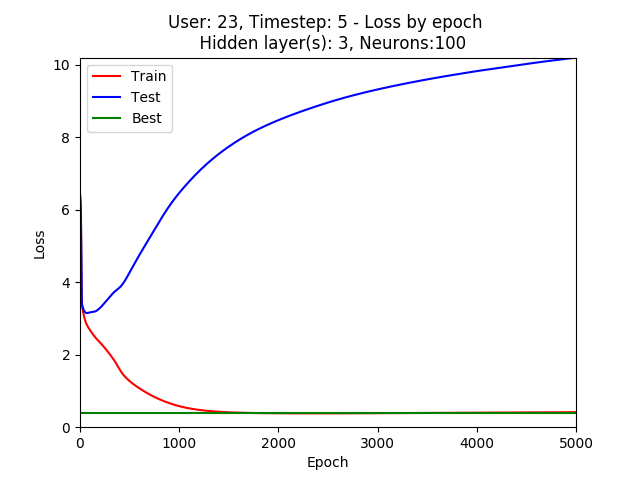 User: 23, Timestep: 5 - Loss by epoch
Hidden layer(s): 3, Neurons:100
Train
Test
Best
10
8
6
4
2
0
Loss
0 1000 2000 3000 4000 5000
Epoch